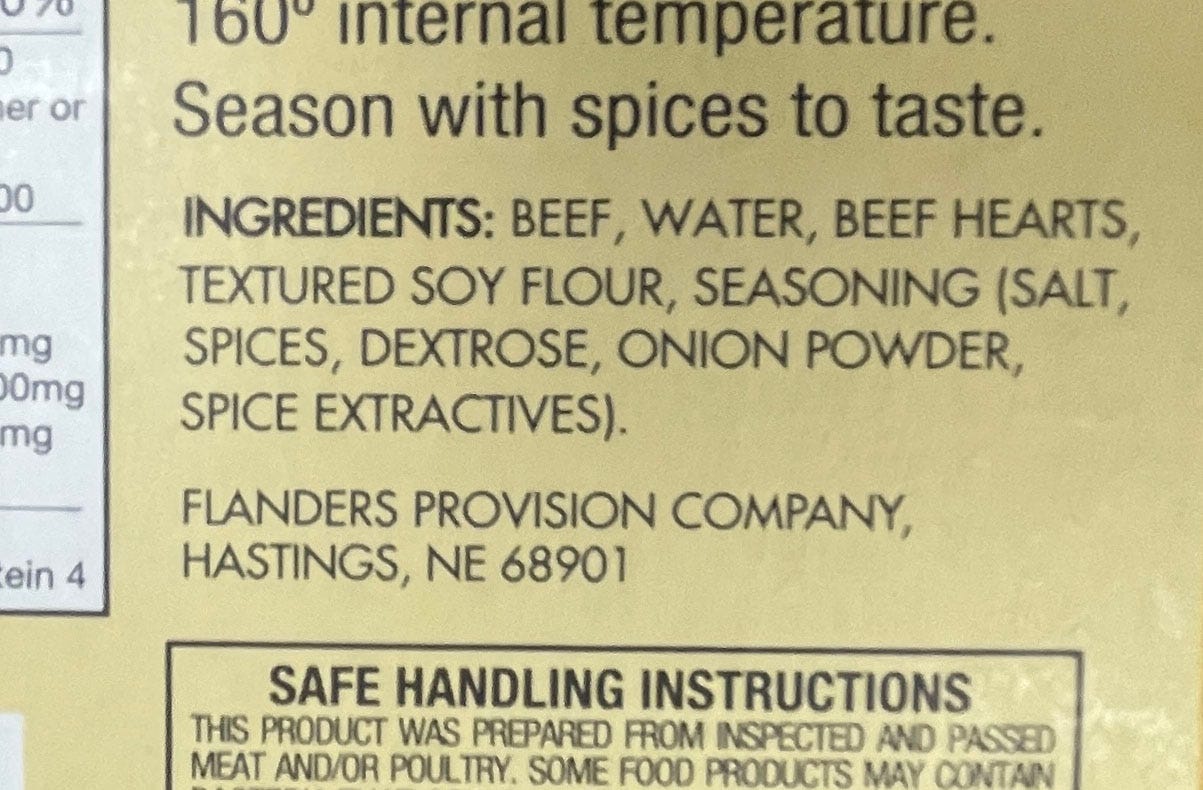 0%
160° internal temperature.
er or
Season with spices to taste.
00
INGREDIENTS: BEEF, WATER, BEEF HEARTS,
TEXTURED SOY FLOUR, SEASONING (SALT,
mg
SPICES, DEXTROSE, ONION POWDER,
00mg
mg
SPICE EXTRACTIVES).
FLANDERS PROVISION COMPANY,
HASTINGS, NE 68901
ein 4
SAFE HANDLING INSTRUCTIONS
THIS PRODUCT WAS PREPARED FROM INSPECTED AND PASSED
MEAT AND/OR POULTRY. SOME FOOD PRODUCTS MAY CONTAIN